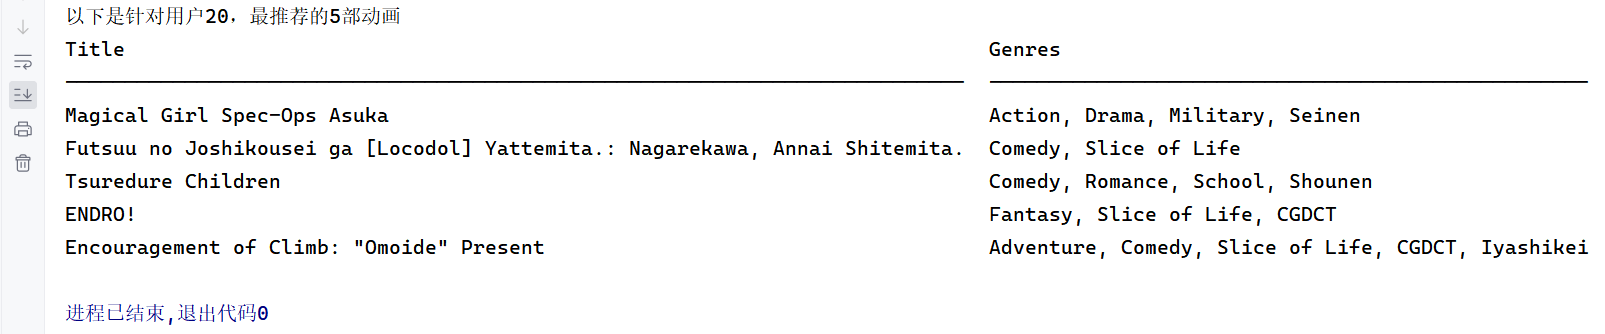 以下是针对用户20，最推荐的5部动画
Title Genres
Magical Girl Spec-Ops Asuka Action, Drama, Military, Seinen
Futsuu no Joshikousei ga [Locodol] Yattemita.: Nagarekawa, Annai Shitemita. Comedy, Slice of Life
Tsuredure Children Comedy, Romance, School, Shounen
ENDRO! Fantasy, Slice of Life, CGDCT
Encouragement of Climb: "Omoide" Present Adventure, Comedy, Slice of Life, CGDCT, Iyashikei
进程已结束,退出代码0